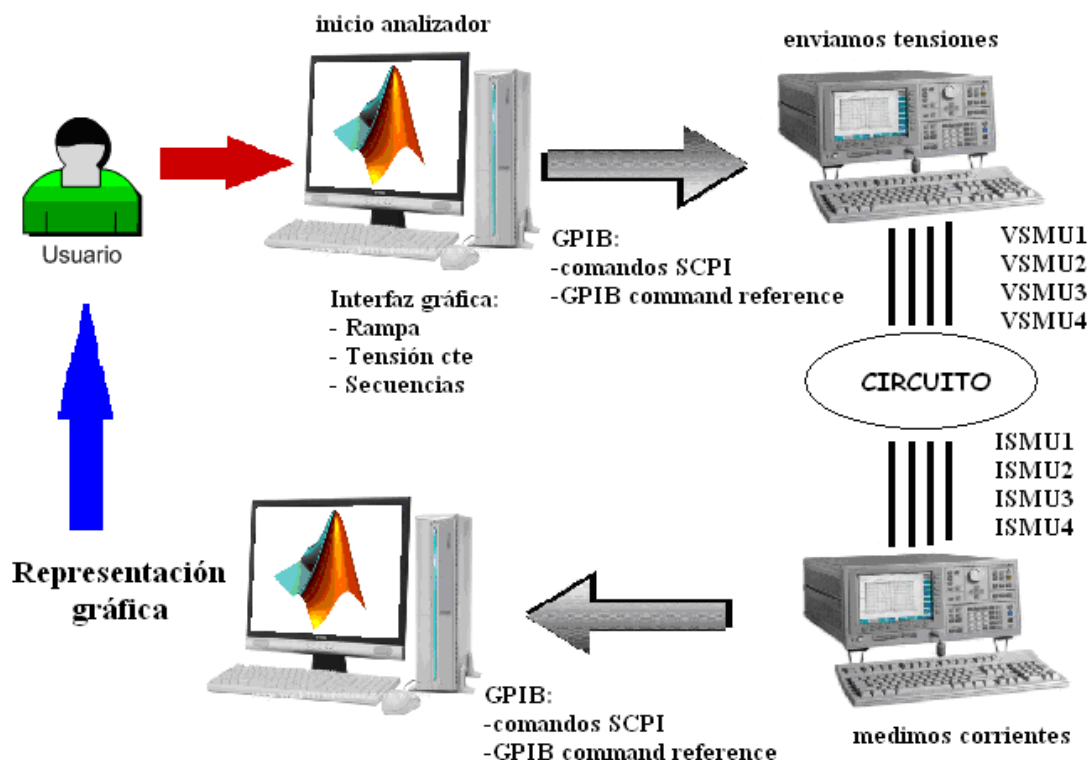 inicio analizador
enviamos tensiones
Usuario
Interfaz gráfica:
- Rampa
- Tensión cte
- Secuencias
GPIB:
-comandos SCPI
-GPIB command reference
VSMU1
VSMU2
VSMU3
VSMU4
CIRCUITO
ISMU1
ISMU2
ISMU3
ISMU4
medimos corrientes
GPIB:
-comandos SCPI
-GPIB command reference
Representación
gráfica